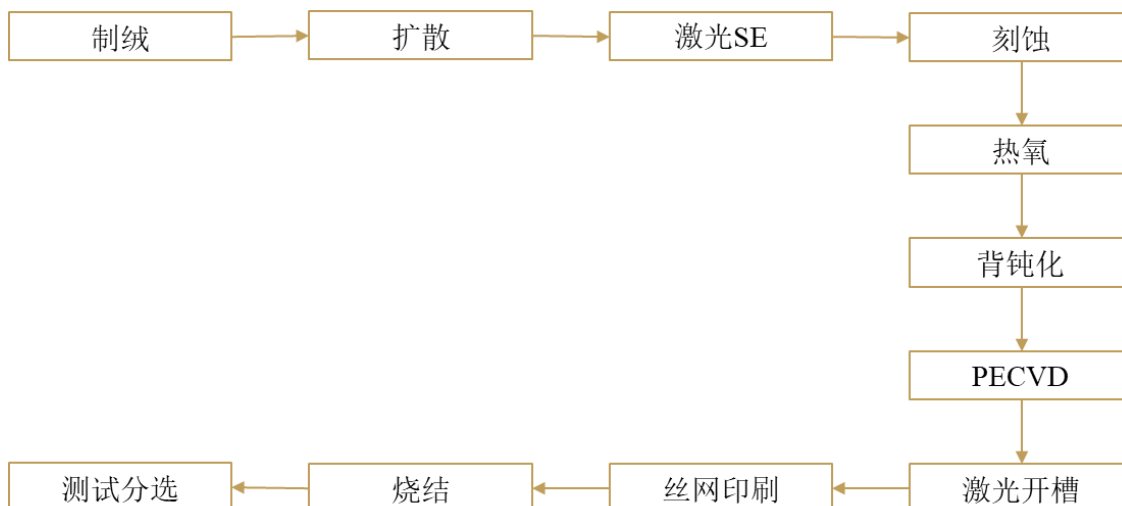 制绒
扩散
激光SE
刻蚀
热氧
背钝化
PECVD
激光开槽
丝网印刷
烧结
测试分选